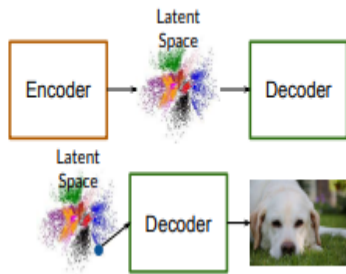 Latent
Space
Encoder
Decoder
Latent
Space
Decoder